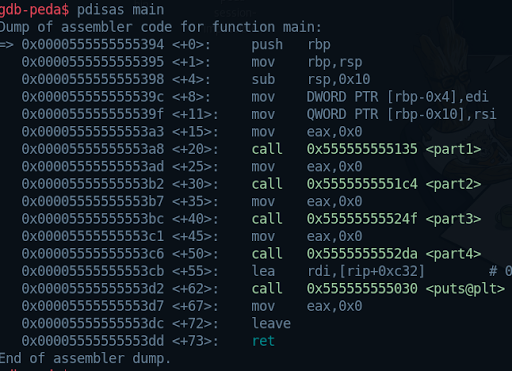 gdb-peda$ pdisas main
Dump of assembler code for function main:
=> 0x0000555555555394 <+0>: push rbp
0x0000555555555395 <+1>: mov rbp,rsp
0x0000555555555398 <+4>: sub rsp,0x10
0x000055555555539c <+8>: mov DWORD PTR [rbp-0x4],edi
0x000055555555539f <+11>: mov QWORD PTR [rbp-0x10],rsi
0x00005555555553a3 <+15>: mov eax,0x0
0x00005555555553a8 <+20>: call 0x555555555135 <part1>
0x00005555555553ad <+25>: mov eax,0x0
0x00005555555553b2 <+30>: call 0x5555555551c4 <part2>
0x00005555555553b7 <+35>: mov eax,0x0
0x00005555555553bc <+40>: call 0x55555555524f <part3>
0x00005555555553c1 <+45>: mov eax,0x0
0x00005555555553c6 <+50>: call 0x5555555552da <part4>
0x00005555555553cb <+55>: lea rdi,[rip+0xc32] # 0
0x00005555555553d2 <+62>: call 0x555555555030 <puts@plt>
0x00005555555553d7 <+67>: mov eax,0x0
0x00005555555553dc <+72>: leave
0x00005555555553dd <+73>: ret
End of assembler dump.